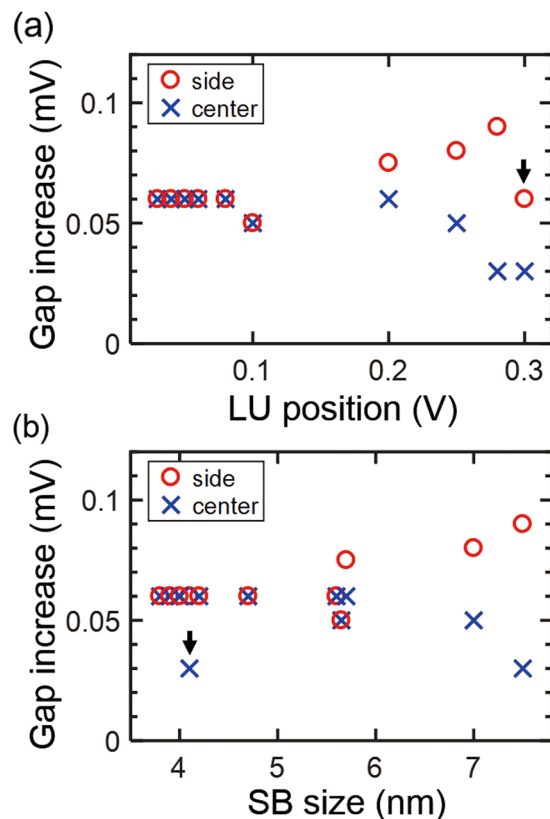 (a)
side
center
0.1
0.05
0
Gap increase (mV)
0.1
0.2
0.3
LU position (V)
(b)
side
center
0.1
0.05
0
Gap increase (mV)
4
5
6
7
SB size (nm)